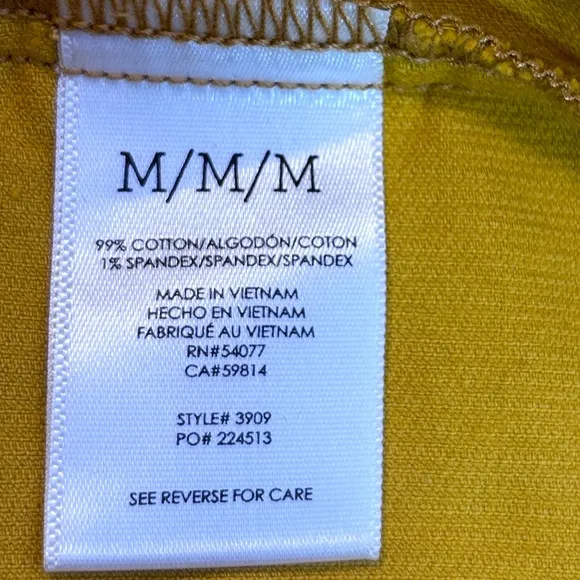 M/M/M
99% COTTON/ALGODÓN/COTON
1% SPANDEX/SPANDEX/SPANDEX
MADE IN VIETNAM
HECHO EN VIETNAM
FABRIQUÉ AU VIETNAM
RN#54077
CA#59814
STYLE# 3909
PO# 224513
SEE REVERSE FOR CARE